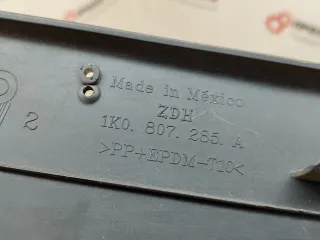 Made in México
ZDH
1K0. 807. 285. A
>PP+EPDM-T10<
2